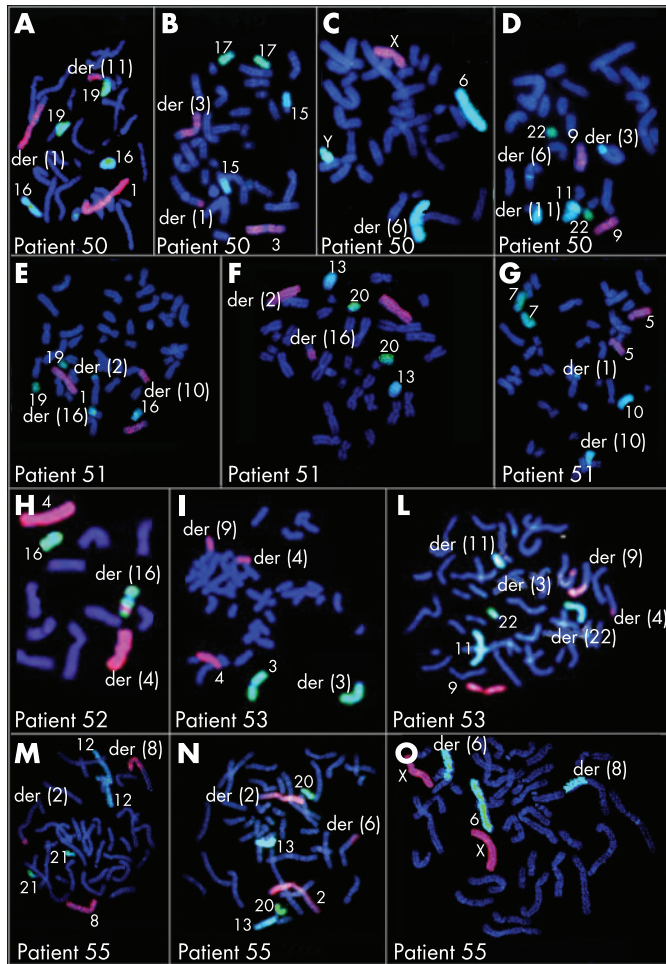 A
der (11)
19
19
der (1)
16
16
1
Patient 50
B
17
17
15
der (3)
15
der (1)
3
Patient 50
C
X
6
Y
der (6)
Patient 50
D
22
9
der (3)
der (6)
11
der (11)
22
9
Patient 50
E
19
der (2)
der (10)
19
1
der (16)
16
Patient 51
F
13
der (2)
20
der (16)
20
13
Patient 51
G
7
7
5
5
der (1)
10
der (10)
Patient 51
H
4
16
der (16)
der (4)
Patient 52
I
der (9)
der (4)
4
3
der (3)
Patient 53
L
der (11)
der (9)
der (3)
22
der (4)
der (22)
11
9
Patient 53
M
12
der (8)
der (2)
12
21
21
8
Patient 55
N
20
der (2)
der (6)
13
20
2
13
Patient 55
O
der (6)
X
der (8)
6
X
Patient 55